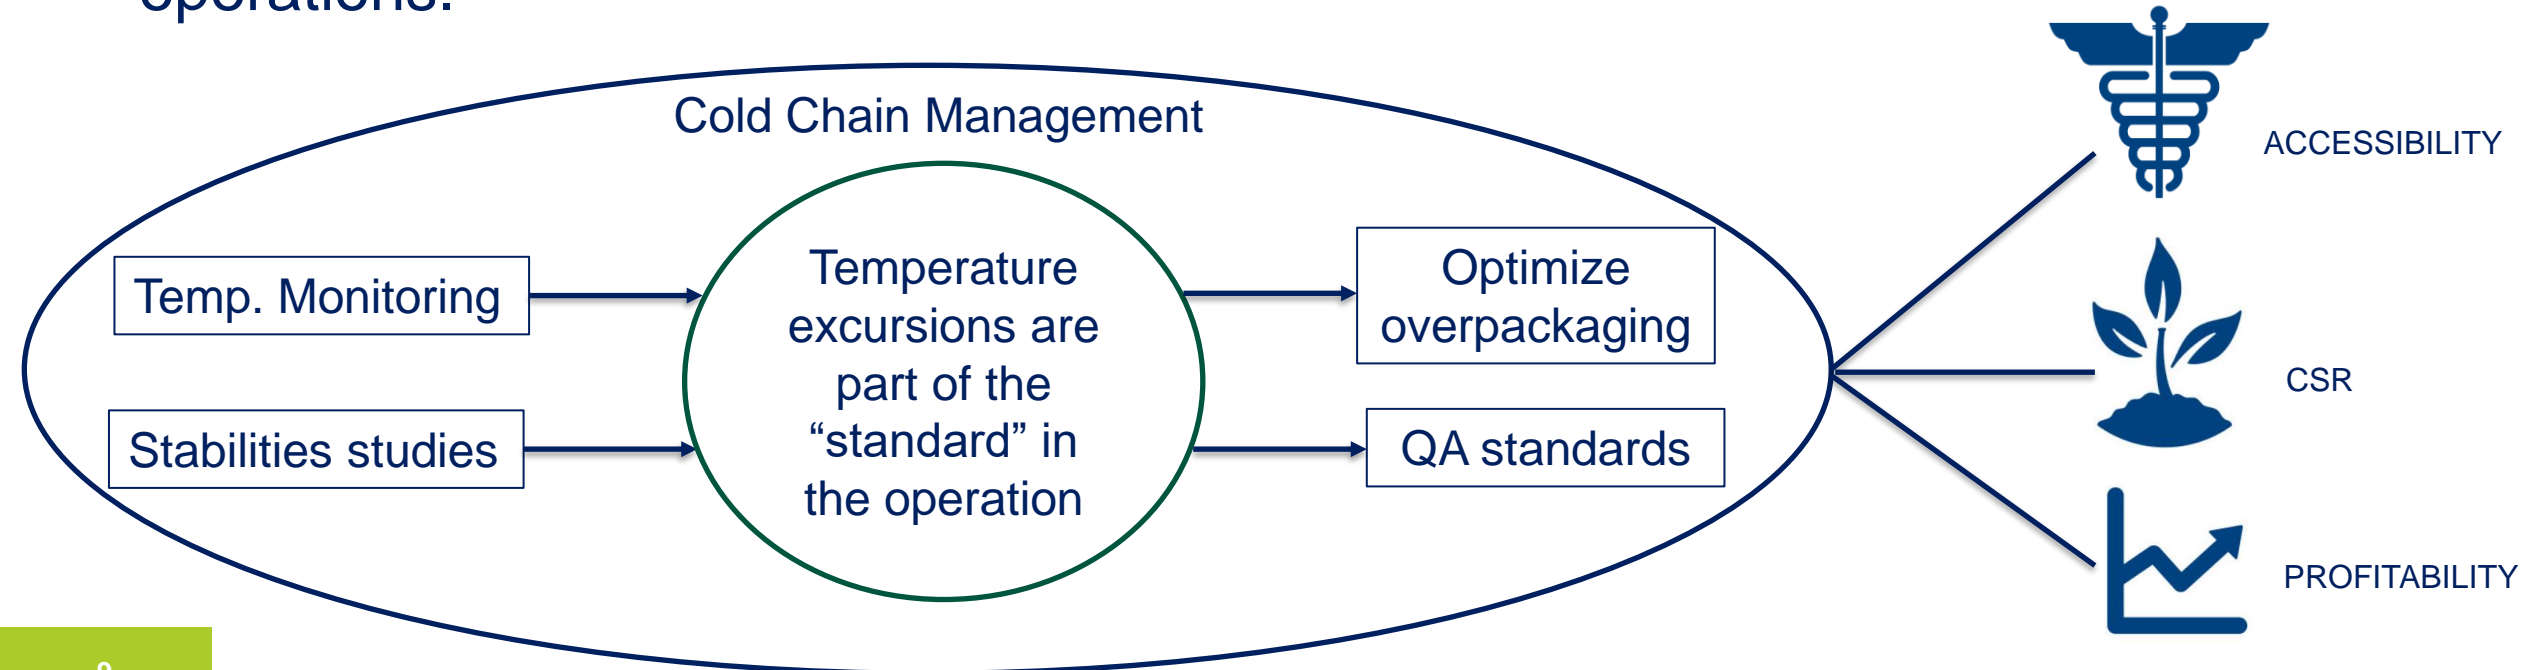 operations.
Cold Chain Management
ACCESSIBILITY
Temp. Monitoring
Temperature
excursions are
part of the
“standard” in
the operation
Optimize
overpackaging
CSR
Stabilities studies
QA standards
PROFITABILITY